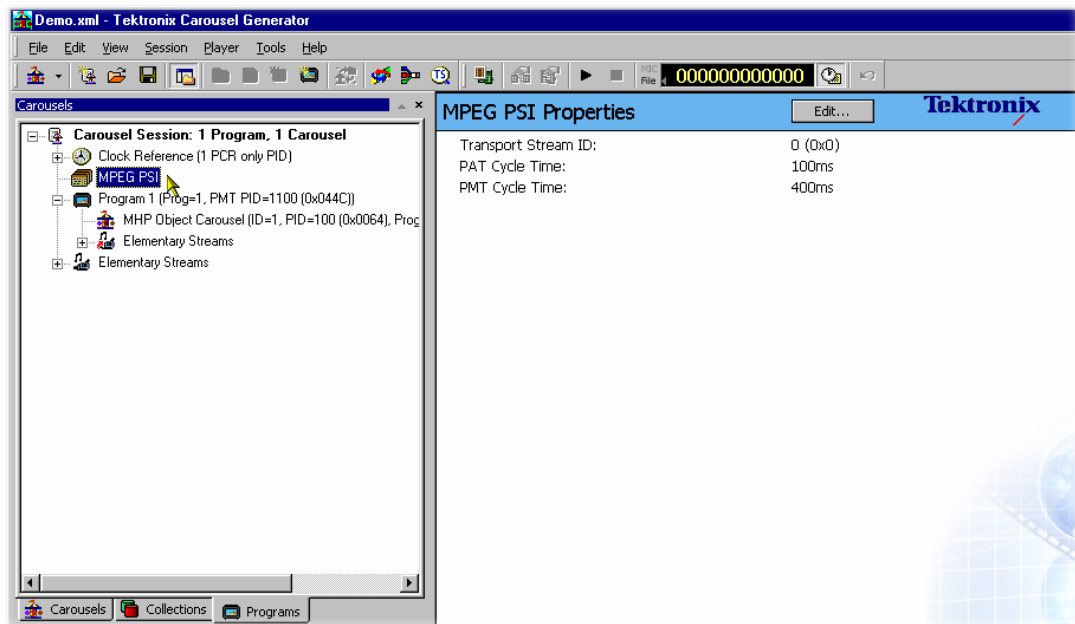 Demo.xml - Tektronix Carousel Generator
File Edit View Session Player Tools Help
TS
MIC
File
000000000000
Carousels
Carousel Session: 1 Program, 1 Carousel
Clock Reference (1 PCR only PID)
MPEG PSI
Program 1 (Prog=1, PMT PID=1100 (0x044C))
MHP Object Carousel (ID=1, PID=100 (0x0064), Prog
Elementary Streams
Elementary Streams
Carousels Collections Programs
MPEG PSI Properties
Edit...
Tektronix
Transport Stream ID: 0 (0x0)
PAT Cycle Time: 100ms
PMT Cycle Time: 400ms